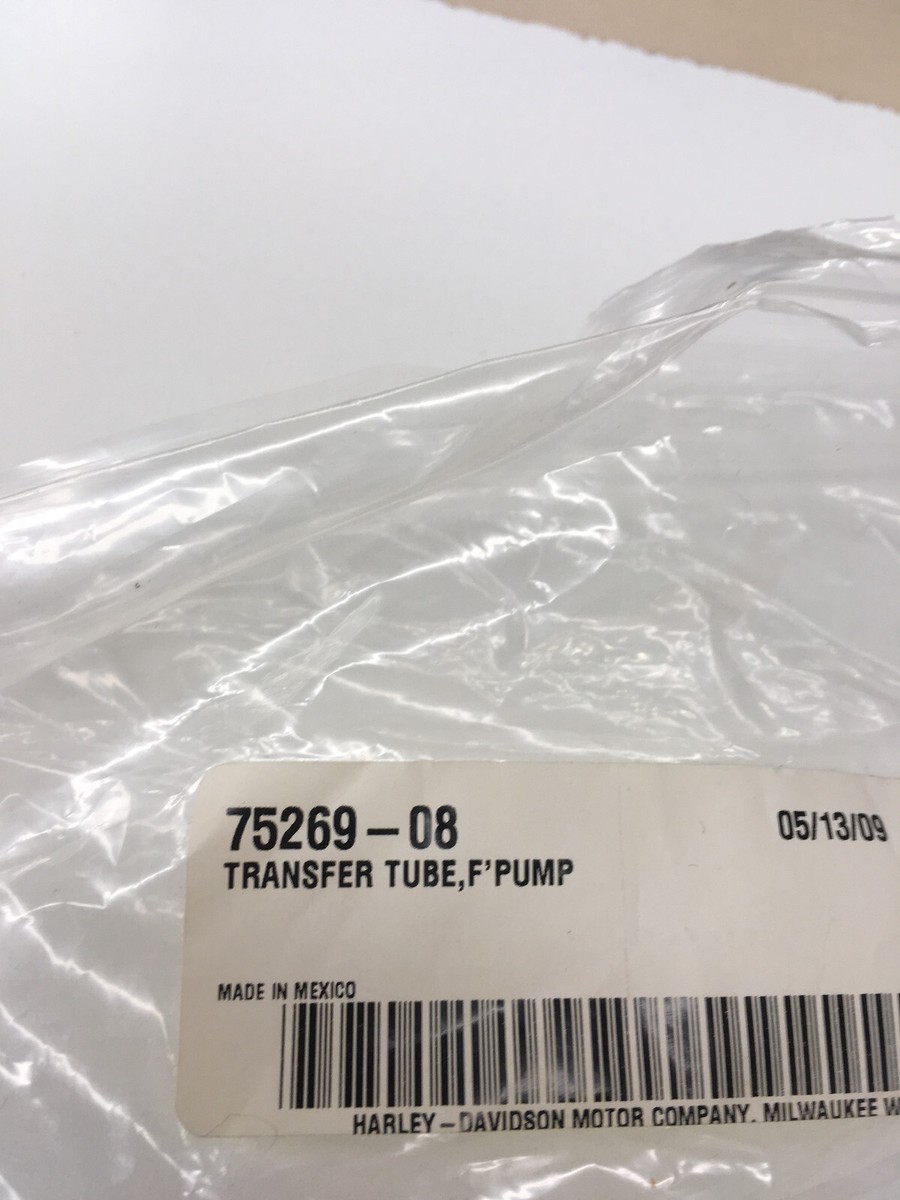 75269-08 05/13/09
TRANSFER TUBE,F'PUMP
MADE IN MEXICO
HARLEY-DAVIDSON MOTOR COMPANY. MILWAUKEE W